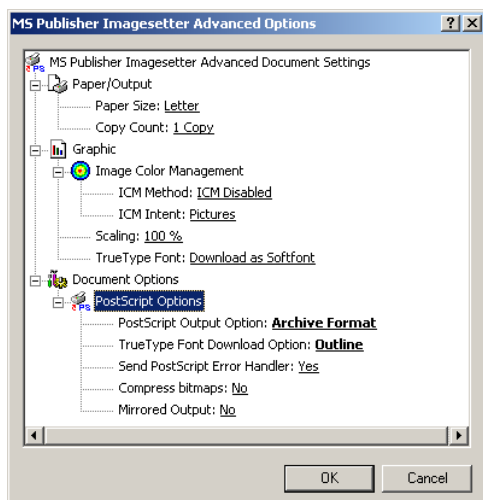 MS Publisher Imagesetter Advanced Options
MS Publisher Imagesetter Advanced Document Settings
Paper/Output
Paper Size: Letter
Copy Count: 1 Copy
Graphic
Image Color Management
ICM Method: ICM Disabled
ICM Intent: Pictures
Scaling: 100 %
TrueType Font: Download as Softfont
Document Options
PostScript Options
PostScript Output Option: Archive Format
TrueType Font Download Option: Outline
Send PostScript Error Handler: Yes
Compress bitmaps: No
Mirrored Output: No
OK Cancel